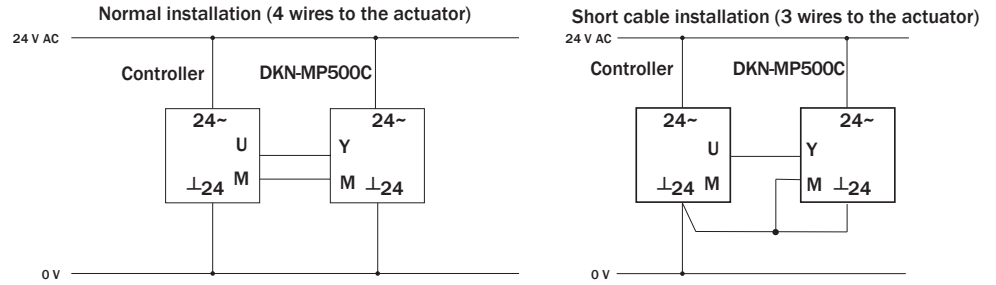 Normal installation (4 wires to the actuator)
24 V AC
Controller
DKN-MP500C
24~
24~
U
Y
M
M
⊥24
⊥24
0 V
Short cable installation (3 wires to the actuator)
24 V AC
Controller
DKN-MP500C
24~
24~
U
Y
⊥24
M
M
⊥24
0 V